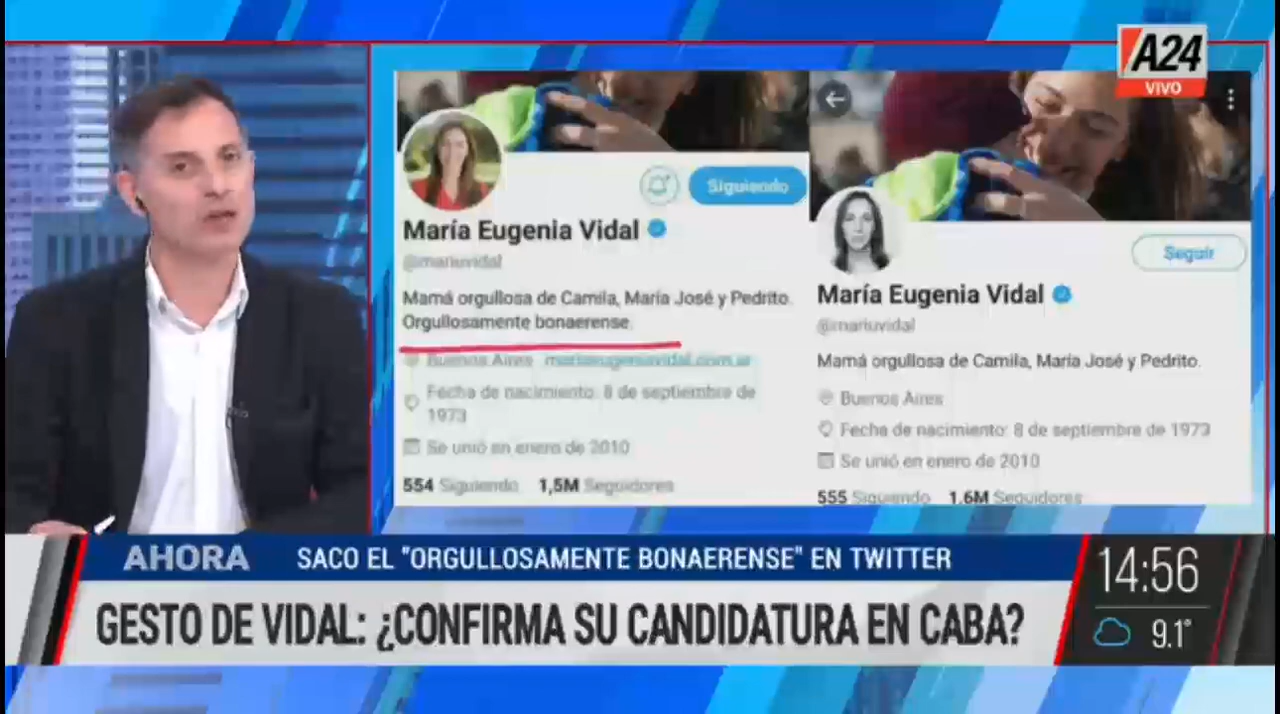 A24
VIVO
Siguiendo
María Eugenia Vidal
@mariuvidal
Mamá orgullosa de Camila, María José y Pedrito.
Orgullosamente bonaerense.
Buenos Aires mariaeugeniavidal.com.ar
Fecha de nacimiento: 8 de septiembre de
1973
Se unió en enero de 2010
554 Siguiendo 1,5M Seguidores
Seguir
María Eugenia Vidal
@mariuvidal
Mamá orgullosa de Camila, María José y Pedrito.
Buenos Aires
Fecha de nacimiento: 8 de septiembre de 1973
Se unió en enero de 2010
555 Siguiendo 1,6M Seguidores
AHORA SACO EL "ORGULLOSAMENTE BONAERENSE" EN TWITTER
GESTO DE VIDAL: ¿CONFIRMA SU CANDIDATURA EN CABA?
14:56
9.1°